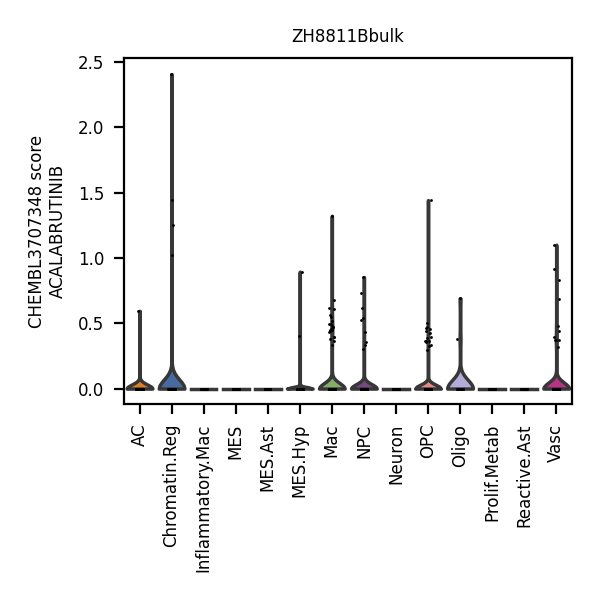 ZH8811Bbulk
CHEMBL3707348 score
ACALABRUTINIB
2.5
2.0
1.5
1.0
0.5
0.0
AC
Chromatin.Reg
Inflammatory.Mac
MES
MES.Ast
MES.Hyp
Mac
NPC
Neuron
OPC
Oligo
Prolif.Metab
Reactive.Ast
Vasc